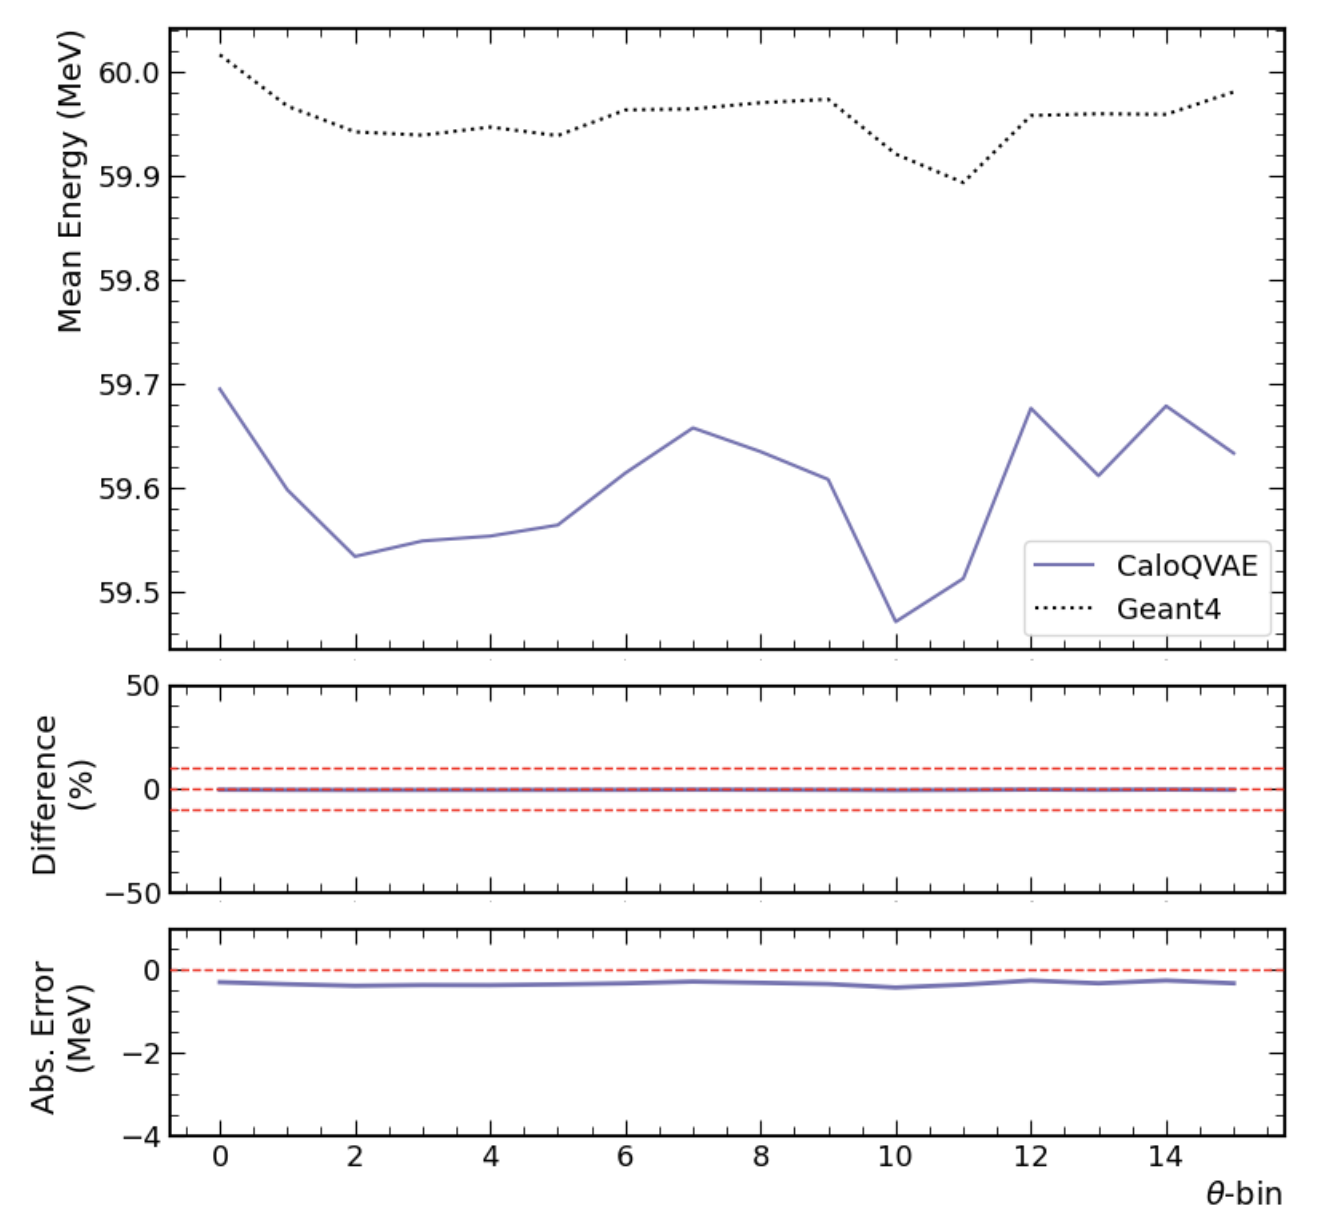 Mean Energy (MeV)
60.0
59.9
59.8
59.7
59.6
59.5
CaloQVAE
Geant4
Difference
(%)
50
0
−50
Abs. Error
(MeV)
0
−2
−4
0 2 4 6 8 10 12 14
θ-bin